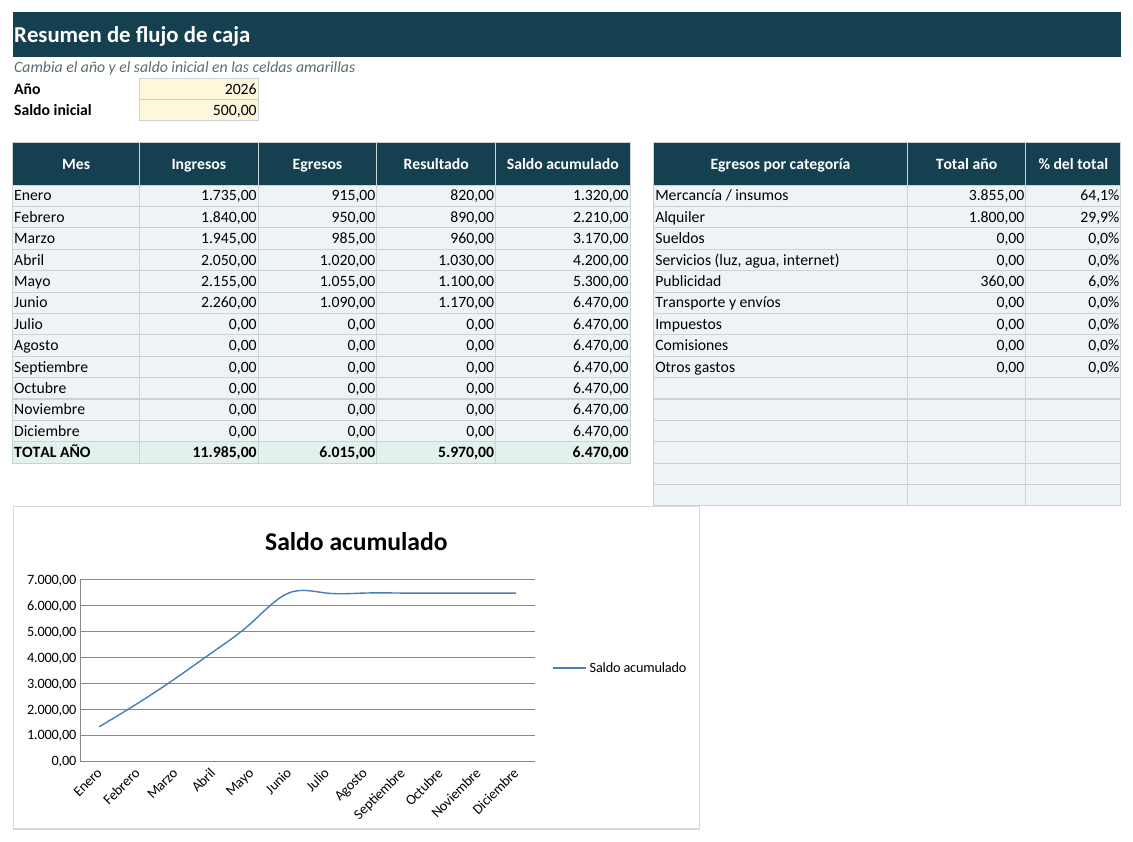 Resumen de flujo de caja
Cambia el año y el saldo inicial en las celdas amarillas
Año 2026
Saldo inicial 500,00
Mes Ingresos Egresos Resultado Saldo acumulado
Enero 1.735,00 915,00 820,00 1.320,00
Febrero 1.840,00 950,00 890,00 2.210,00
Marzo 1.945,00 985,00 960,00 3.170,00
Abril 2.050,00 1.020,00 1.030,00 4.200,00
Mayo 2.155,00 1.055,00 1.100,00 5.300,00
Junio 2.260,00 1.090,00 1.170,00 6.470,00
Julio 0,00 0,00 0,00 6.470,00
Agosto 0,00 0,00 0,00 6.470,00
Septiembre 0,00 0,00 0,00 6.470,00
Octubre 0,00 0,00 0,00 6.470,00
Noviembre 0,00 0,00 0,00 6.470,00
Diciembre 0,00 0,00 0,00 6.470,00
TOTAL AÑO 11.985,00 6.015,00 5.970,00 6.470,00
Egresos por categoría Total año % del total
Mercancía / insumos 3.855,00 64,1%
Alquiler 1.800,00 29,9%
Sueldos 0,00 0,0%
Servicios (luz, agua, internet) 0,00 0,0%
Publicidad 360,00 6,0%
Transporte y envíos 0,00 0,0%
Impuestos 0,00 0,0%
Comisiones 0,00 0,0%
Otros gastos 0,00 0,0%
Saldo acumulado
7.000,00
6.000,00
5.000,00
4.000,00
3.000,00
2.000,00
1.000,00
0,00
Enero
Febrero
Marzo
Abril
Mayo
Junio
Julio
Agosto
Septiembre
Octubre
Noviembre
Diciembre
Saldo acumulado